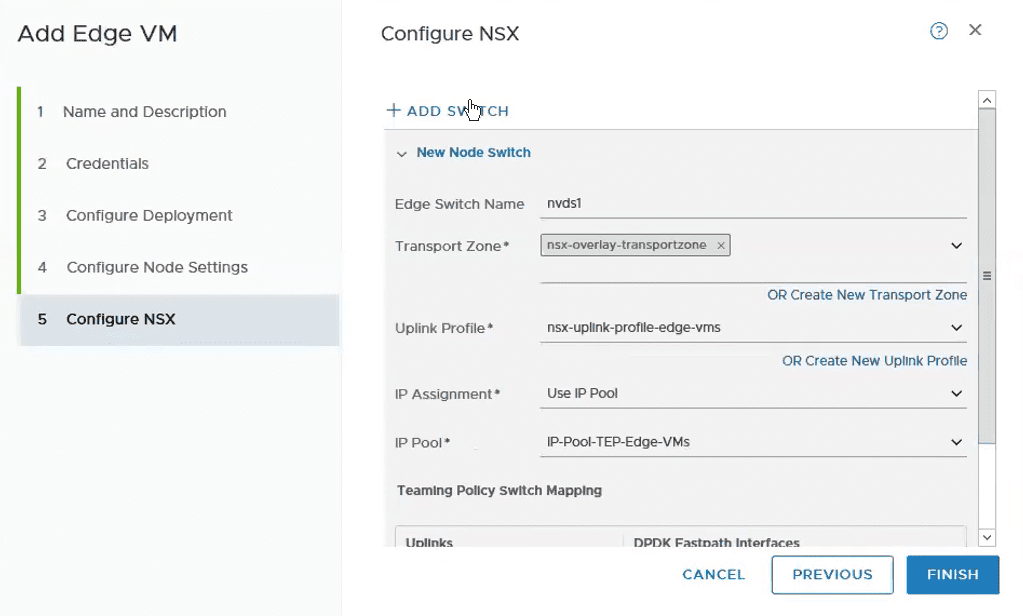 Add Edge VM
1 Name and Description
2 Credentials
3 Configure Deployment
4 Configure Node Settings
5 Configure NSX
Configure NSX
+ ADD SWITCH
New Node Switch
Edge Switch Name nvds1
Transport Zone* nsx-overlay-transportzone ×
OR Create New Transport Zone
Uplink Profile* nsx-uplink-profile-edge-vms
OR Create New Uplink Profile
IP Assignment* Use IP Pool
IP Pool* IP-Pool-TEP-Edge-VMs
Teaming Policy Switch Mapping
Uplinks DPDK Fastpath Interfaces
CANCEL PREVIOUS FINISH